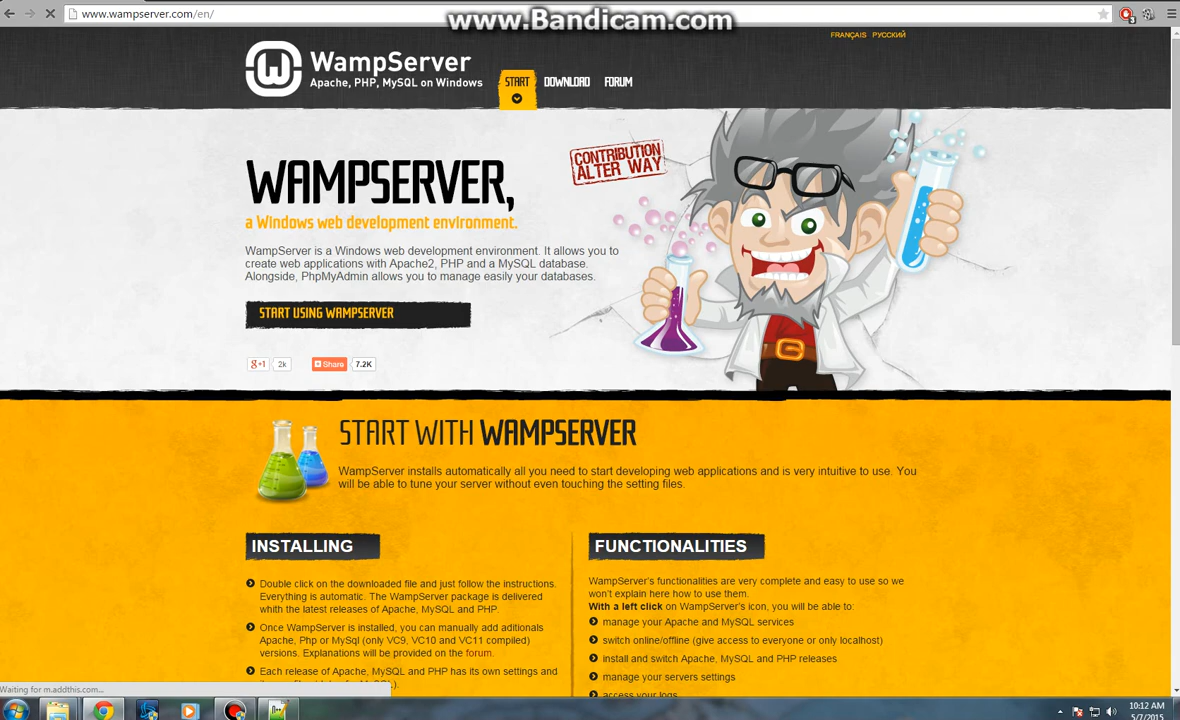 www.wampserver.com/en/
www.Bandicam.com
FRANÇAIS РУССКИЙ
WampServer
Apache, PHP, MySQL on Windows
START DOWNLOAD FORUM
CONTRIBUTION
ALTER WAY
WAMPSERVER,
a Windows web development environment.
WampServer is a Windows web development environment. It allows you to
create web applications with Apache2, PHP and a MySQL database.
Alongside, PhpMyAdmin allows you to manage easily your databases.
START USING WAMPSERVER
g+1 2k Share 7.2K
START WITH WAMPSERVER
WampServer installs automatically all you need to start developing web applications and is very intuitive to use. You
will be able to tune your server without even touching the setting files.
INSTALLING
Double click on the downloaded file and just follow the instructions.
Everything is automatic. The WampServer package is delivered
whith the latest releases of Apache, MySQL and PHP.
Once WampServer is installed, you can manually add aditionals
Apache, Php or MySql (only VC9, VC10 and VC11 compiled)
versions. Explanations will be provided on the forum.
Each release of Apache, MySQL and PHP has its own settings and
FUNCTIONALITIES
WampServer's functionalities are very complete and easy to use so we
won't explain here how to use them.
With a left click on WampServer's icon, you will be able to:
manage your Apache and MySQL services
switch online/offline (give access to everyone or only localhost)
install and switch Apache, MySQL and PHP releases
manage your servers settings
access your logs
Waiting for m.addthis.com...
10:12 AM
5/7/2015